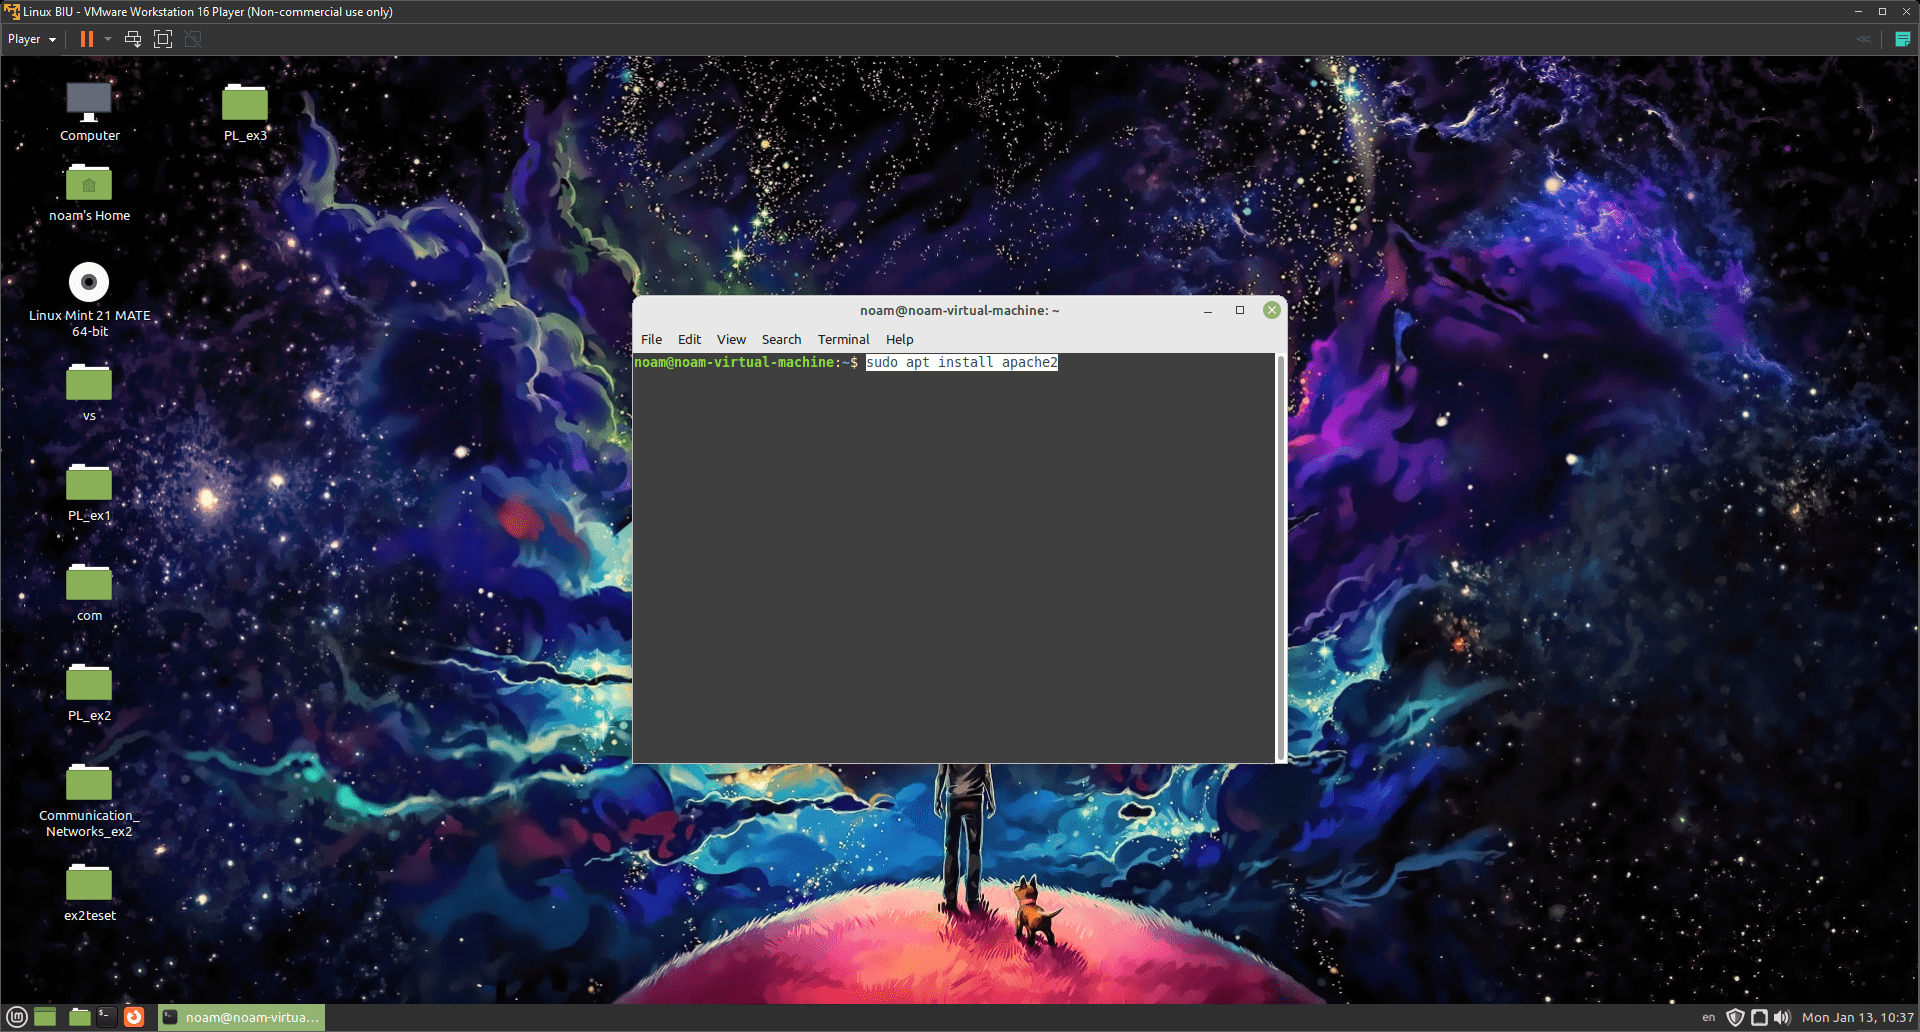 Linux BIU - VMware Workstation 16 Player (Non-commercial use only)
Player
Computer
PL_ex3
noam's Home
Linux Mint 21 MATE
64-bit
vs
PL_ex1
com
PL_ex2
Communication_
Networks_ex2
ex2teset
noam@noam-virtual-machine: ~
File Edit View Search Terminal Help
noam@noam-virtual-machine:~$ sudo apt install apache2
noam@noam-virtua...
en
Mon Jan 13, 10:37